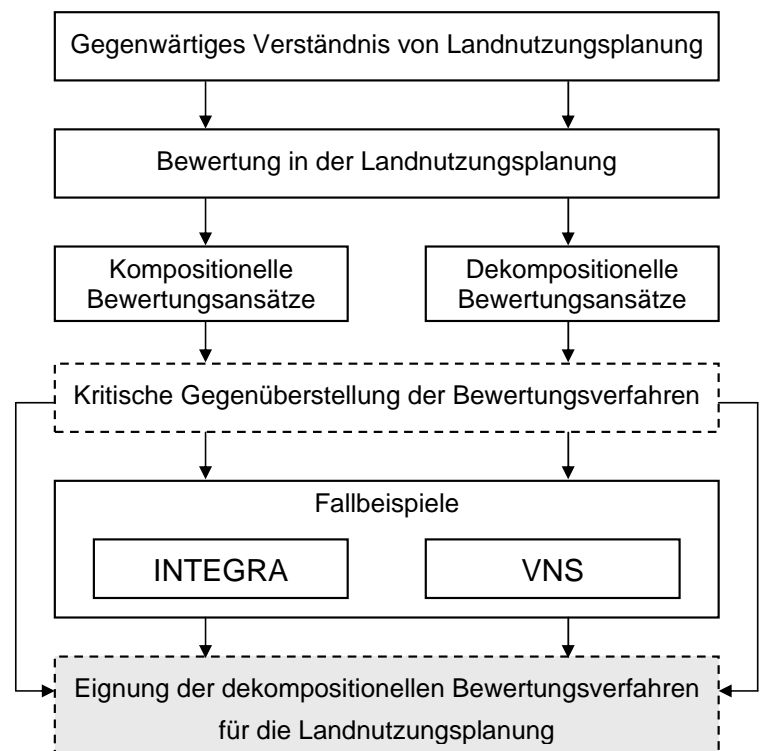 Gegenwärtiges Verständnis von Landnutzungsplanung
Bewertung in der Landnutzungsplanung
Kompositionelle
Bewertungsansätze
Dekompositionelle
Bewertungsansätze
Kritische Gegenüberstellung der Bewertungsverfahren
Fallbeispiele
INTEGRA
VNS
Eignung der dekompositionellen Bewertungsverfahren
für die Landnutzungsplanung